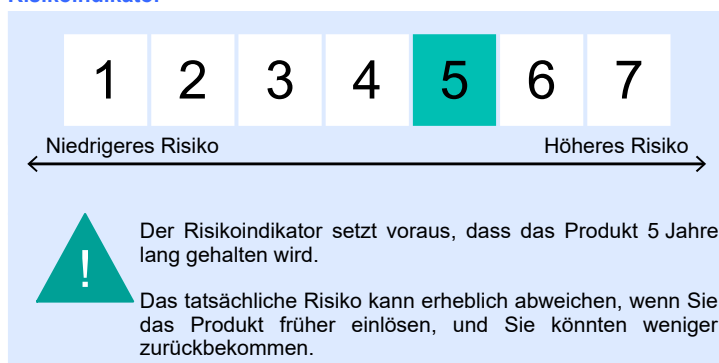 Risikoindikator
1 2 3 4 5 6 7
Niedrigeres Risiko Höheres Risiko
!
Der Risikoindikator setzt voraus, dass das Produkt 5 Jahre
lang gehalten wird.
Das tatsächliche Risiko kann erheblich abweichen, wenn Sie
das Produkt früher einlösen, und Sie könnten weniger
zurückbekommen.